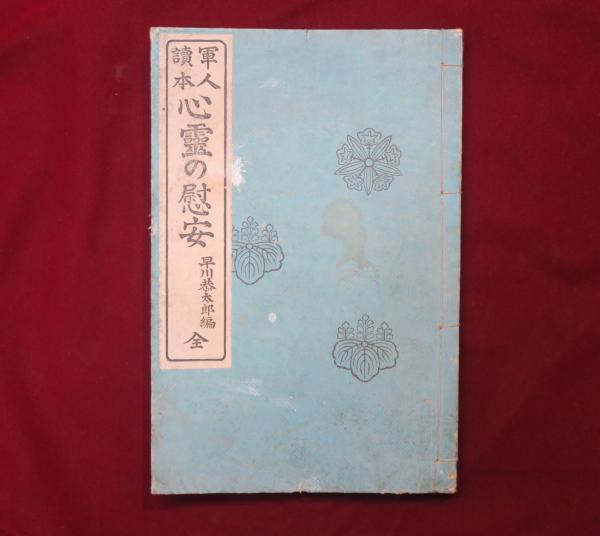 軍人
讀本
心靈の慰安
早川恭太郎編
全